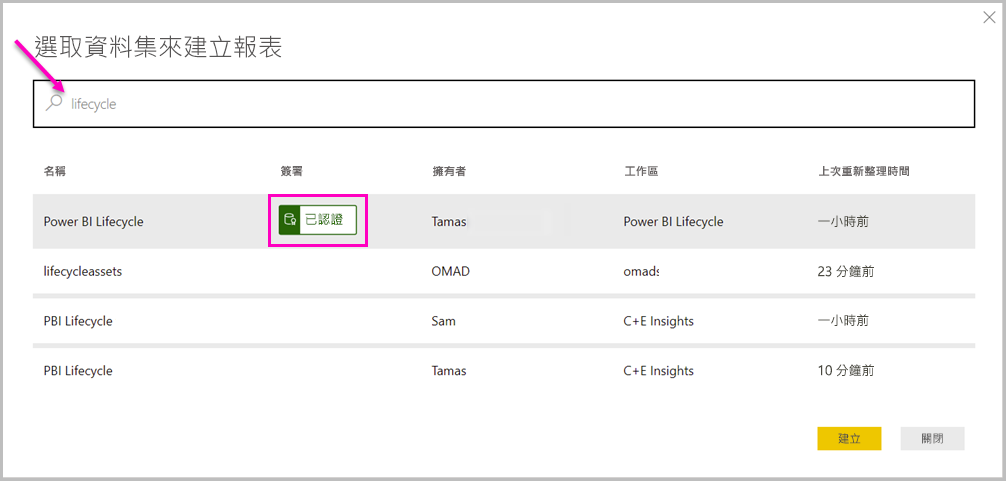 選取資料集來建立報表
lifecycle
名稱 簽署 擁有者 工作區 上次重新整理時間
Power BI Lifecycle 已認證 Tamas Power BI Lifecycle 一小時前
lifecycleassets OMAD omads 23 分鐘前
PBI Lifecycle Sam C+E Insights 一小時前
PBI Lifecycle Tamas C+E Insights 10 分鐘前
建立 關閉